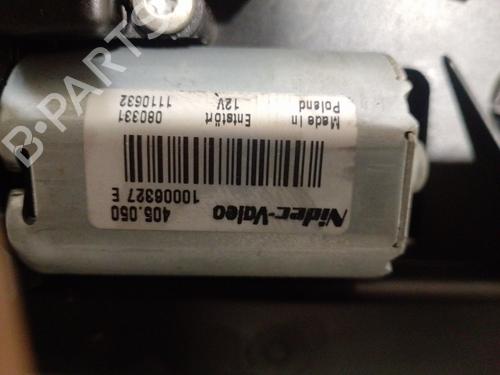 Nidec-Valeo
405.050
10006327 E
Made in
Poland
Entstört
12V
080331
1110632
B-PARTS